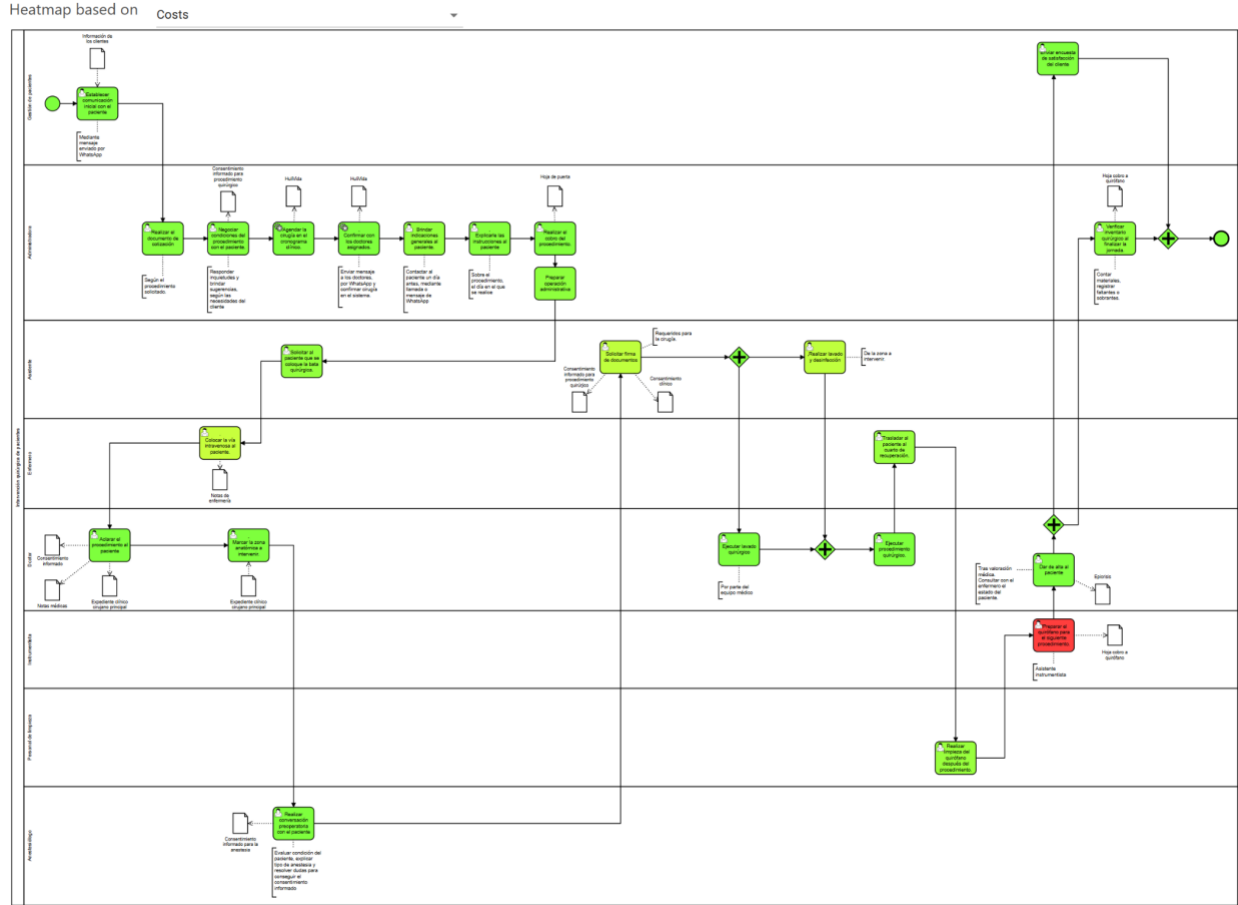 Heatmap based on
Costs
Información de
los clientes
Establecer
comunicación
inicial con el
paciente
Mediante
mensaje
enviado por
WhatsApp
Gestión de pacientes
Enviar encuesta
de satisfacción
del cliente
Consentimiento
informado para
procedimiento
quirúrgico
Hoja de puente
Hoja sobre a
quirófano
Realizar el
documento de
cotización
Negociar
condiciones del
procedimiento
con el paciente
Agendar la
cirugía en el
cronograma
clínico.
Confirmar con
los doctores
asignados.
Brindar
indicaciones
generales al
paciente.
Explicarle las
instrucciones al
paciente
Realizar el
cobro del
procedimiento.
Verificar
inventario
quirúrgico al
finalizar la
jornada
Según el
procedimiento
solicitado.
Responder
inquietudes y
brindar
sugerencias,
según las
necesidades del
cliente
Enviar mensaje
a los doctores,
por WhatsApp y
confirmar cirugía
en el sistema.
Contactar al
paciente un día
antes, mediante
llamada o
mensaje de
WhatsApp
Sobre el
procedimiento,
el día en el que
se realice
Preparar
operación
administrativa
Contar
materiales,
registrar
faltantes o
sobrantes.
Solicitar al
paciente que se
coloque la bata
quirúrgica.
Solicitar firma
de documentos
Requeridos para
la cirugía.
Realizar lavado
y desinfección
De la zona a
intervenir
Consentimiento
informado para
procedimiento
quirúrgico
Consentimiento
clínico
Asistente
Intervención quirúrgica de pacientes
Enfermero
Colocar la vía
intravenosa al
paciente.
Notas de
enfermería
Trasladar al
paciente al
cuarto de
recuperación.
Doctor
Aclarar el
procedimiento al
paciente
Marcar la zona
anatómica a
intervenir
Consentimiento
informado
Notas médicas
Expediente clínico
cirujano principal
Expediente clínico
cirujano principal
Ejecutar lavado
quirúrgico
Por parte del
equipo médico
Ejecutar
procedimiento
quirúrgico.
Tras valoración
médica.
Consultar con el
enfermero el
estado del
paciente.
Dar de alta al
paciente
Epicrisis
Instrumentista
Preparar el
quirófano para
el siguiente
procedimiento.
Hoja sobre a
quirófano
Asistente
instrumentista
Personal de limpieza
Realizar
limpieza del
quirófano
después del
procedimiento.
Anestesiólogo
Realizar
conversación
preoperatoria
con el paciente.
Consentimiento
informado para la
anestesia
Evaluar condición del
paciente, explicar
tipo de anestesia y
resolver dudas para
conseguir el
consentimiento
informado